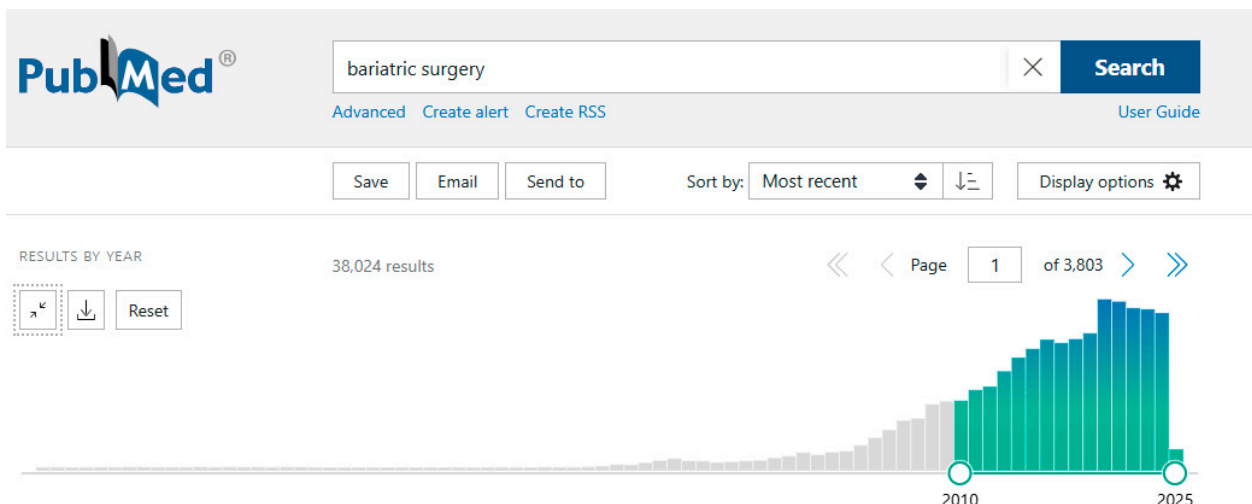 PubMed®
bariatric surgery
Search
Advanced Create alert Create RSS
User Guide
Save Email Send to
Sort by: Most recent
Display options
RESULTS BY YEAR
38,024 results
Page 1 of 3,803
Reset
2010 2025